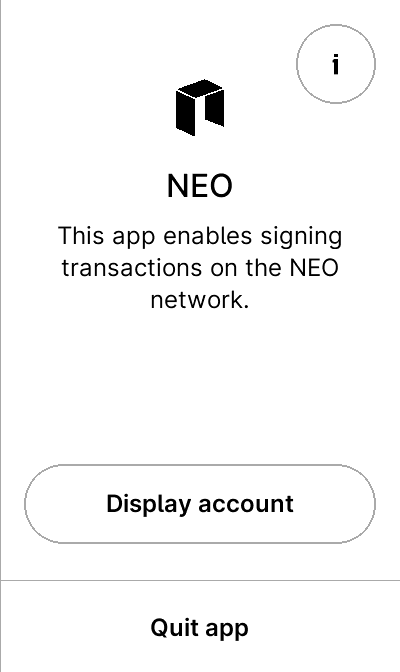 i
NEO
This app enables signing
transactions on the NEO
network.
Display account
Quit app